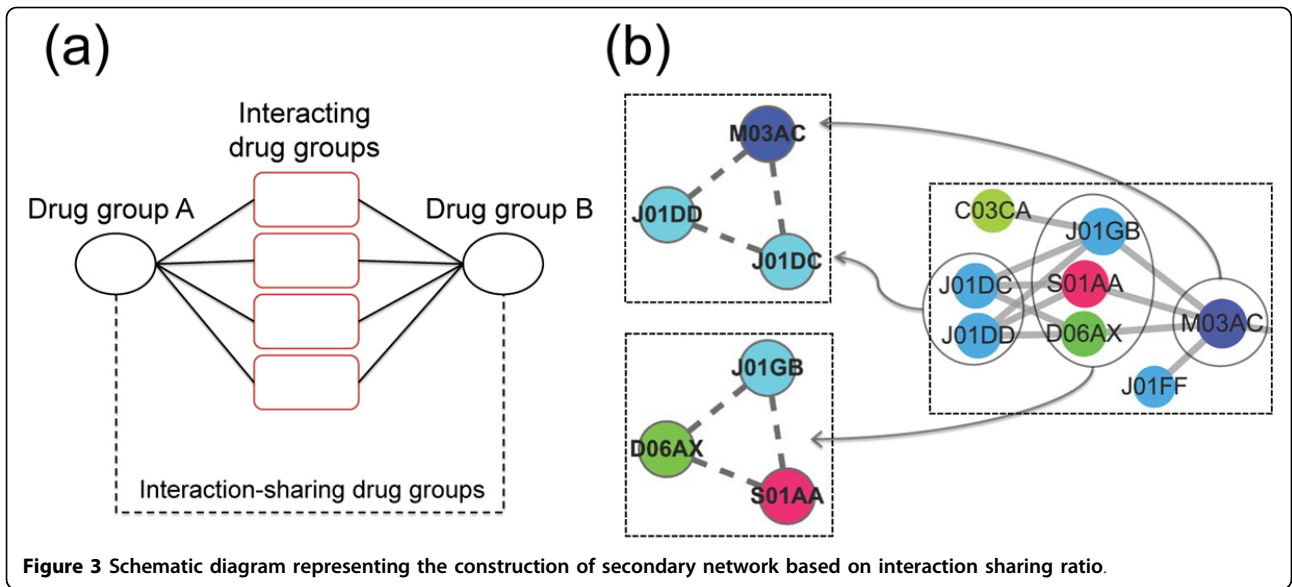 (a)
Interacting
drug groups
Drug group A
Drug group B
Interaction-sharing drug groups
(b)
M03AC
J01DD
J01DC
J01GB
D06AX
S01AA
C03CA
J01GB
J01DC
S01AA
J01DD
D06AX
M03AC
J01FF
Figure 3 Schematic diagram representing the construction of secondary network based on interaction sharing ratio.